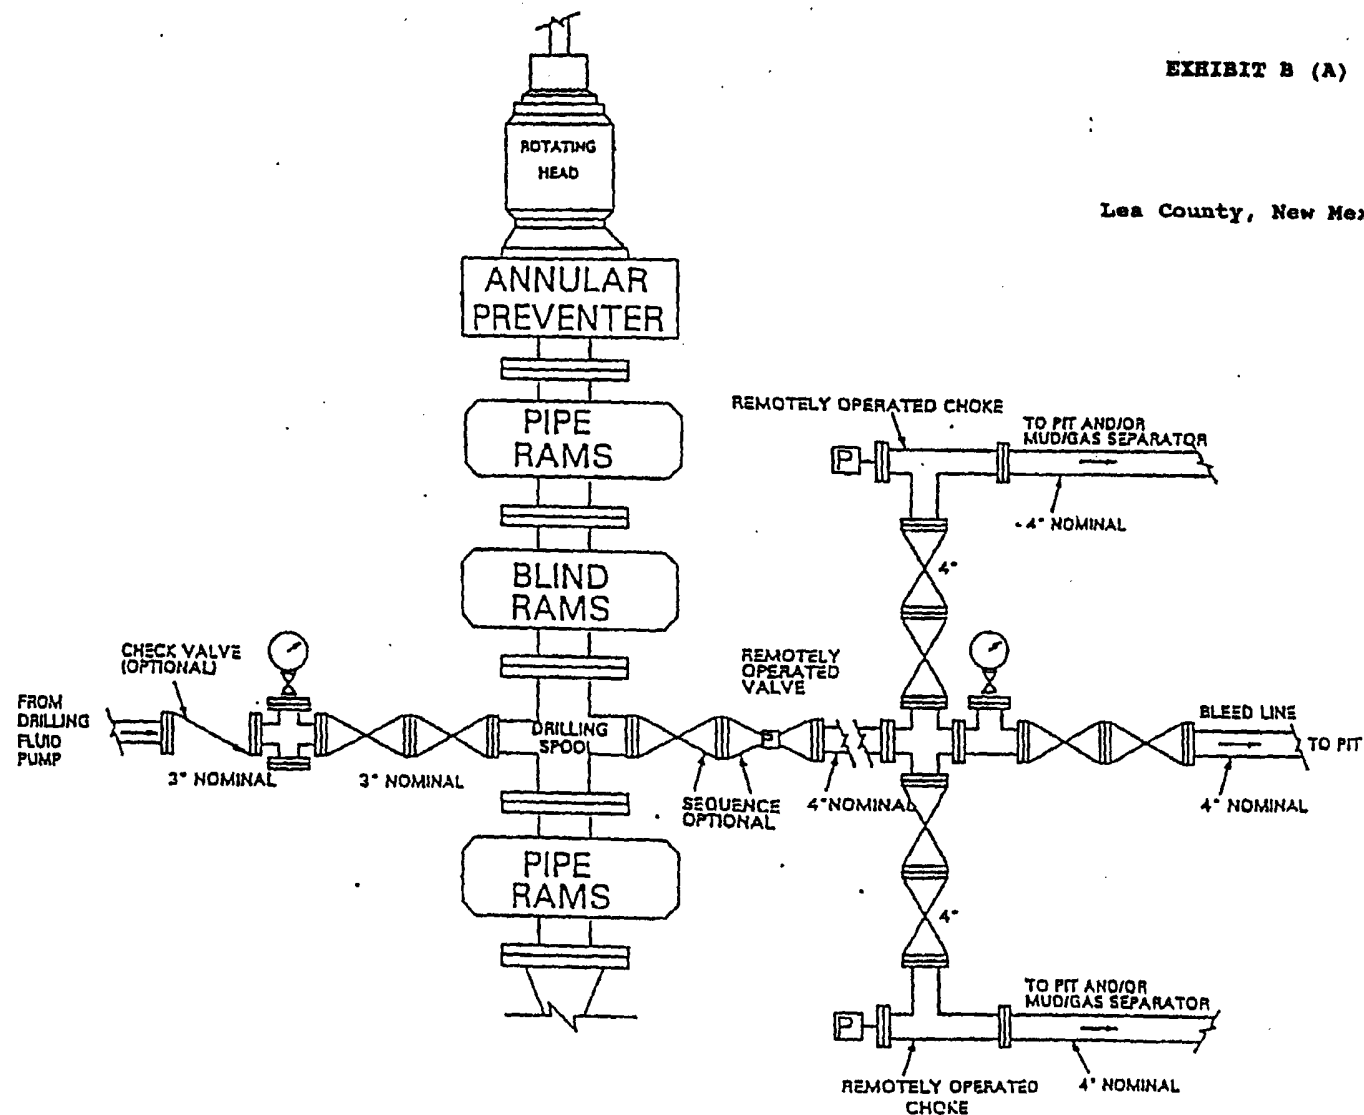 EXHIBIT B (A)
Lea County, New Mex
ROTATING
HEAD
ANNULAR
PREVENTER
PIPE
RAMS
BLIND
RAMS
REMOTELY OPERATED CHOKE
TO PIT AND/OR
MUD/GAS SEPARATOR
P
4" NOMINAL
4"
CHECK VALVE
(OPTIONAL)
REMOTELY
OPERATED
VALVE
FROM
DRILLING
FLUID
PUMP
DRILLING
SPOOL
BLEED LINE
TO PIT
3" NOMINAL
3" NOMINAL
SEQUENCE
OPTIONAL
4" NOMINAL
4" NOMINAL
PIPE
RAMS
4"
TO PIT AND/OR
MUD/GAS SEPARATOR
P
REMOTELY OPERATED
CHOKE
4" NOMINAL